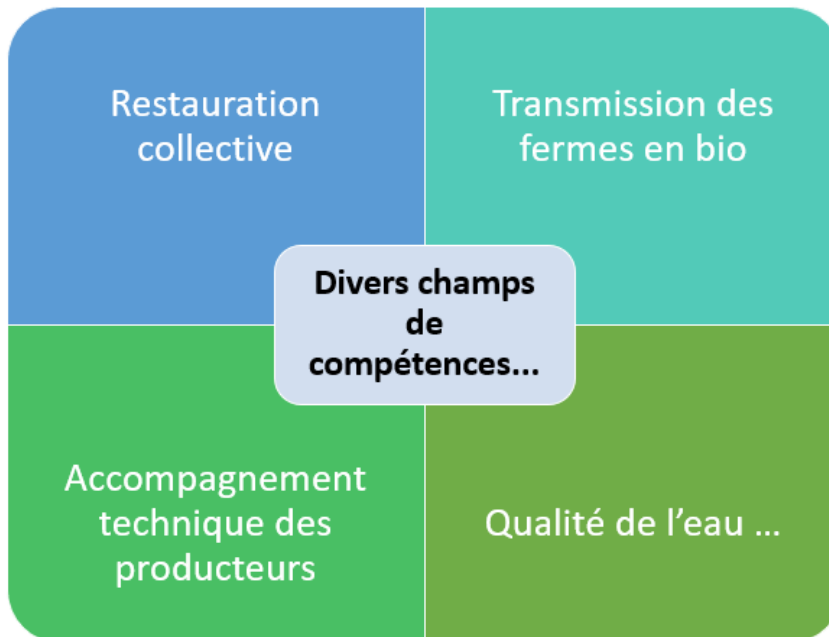 Restauration
collective
Transmission des
fermes en bio
Divers champs
de
compétences...
Accompagnement
technique des
producteurs
Qualité de l’eau ...